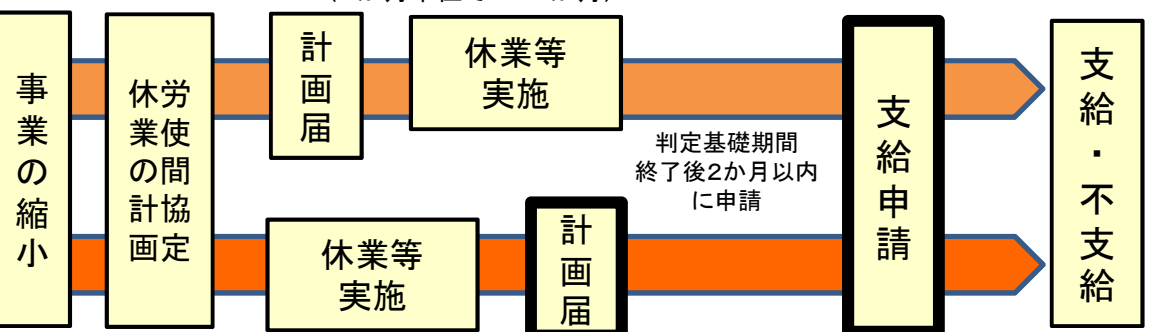 事業の縮小
労使間協定
休業の計画
計画届
休業等
実施
判定基礎期間
終了後2か月以内
に申請
休業等
実施
計画届
支給申請
支給・不支給